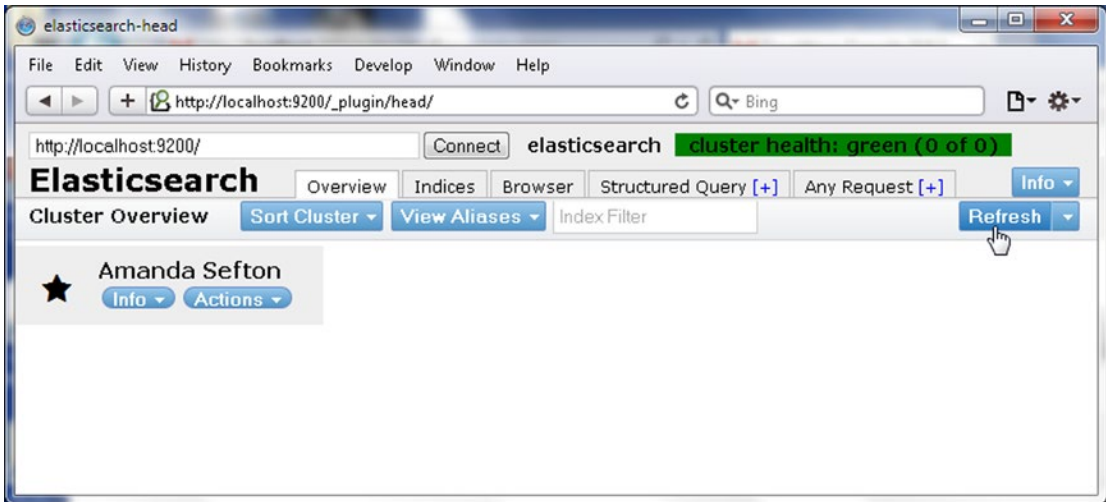 elasticsearch-head
File Edit View History Bookmarks Develop Window Help
http://localhost:9200/_plugin/head/ Bing
http://localhost:9200/ Connect elasticsearch cluster health: green (0 of 0)
Elasticsearch Overview Indices Browser Structured Query [+] Any Request [+] Info
Cluster Overview Sort Cluster View Aliases Index Filter Refresh
Amanda Sefton
Info Actions